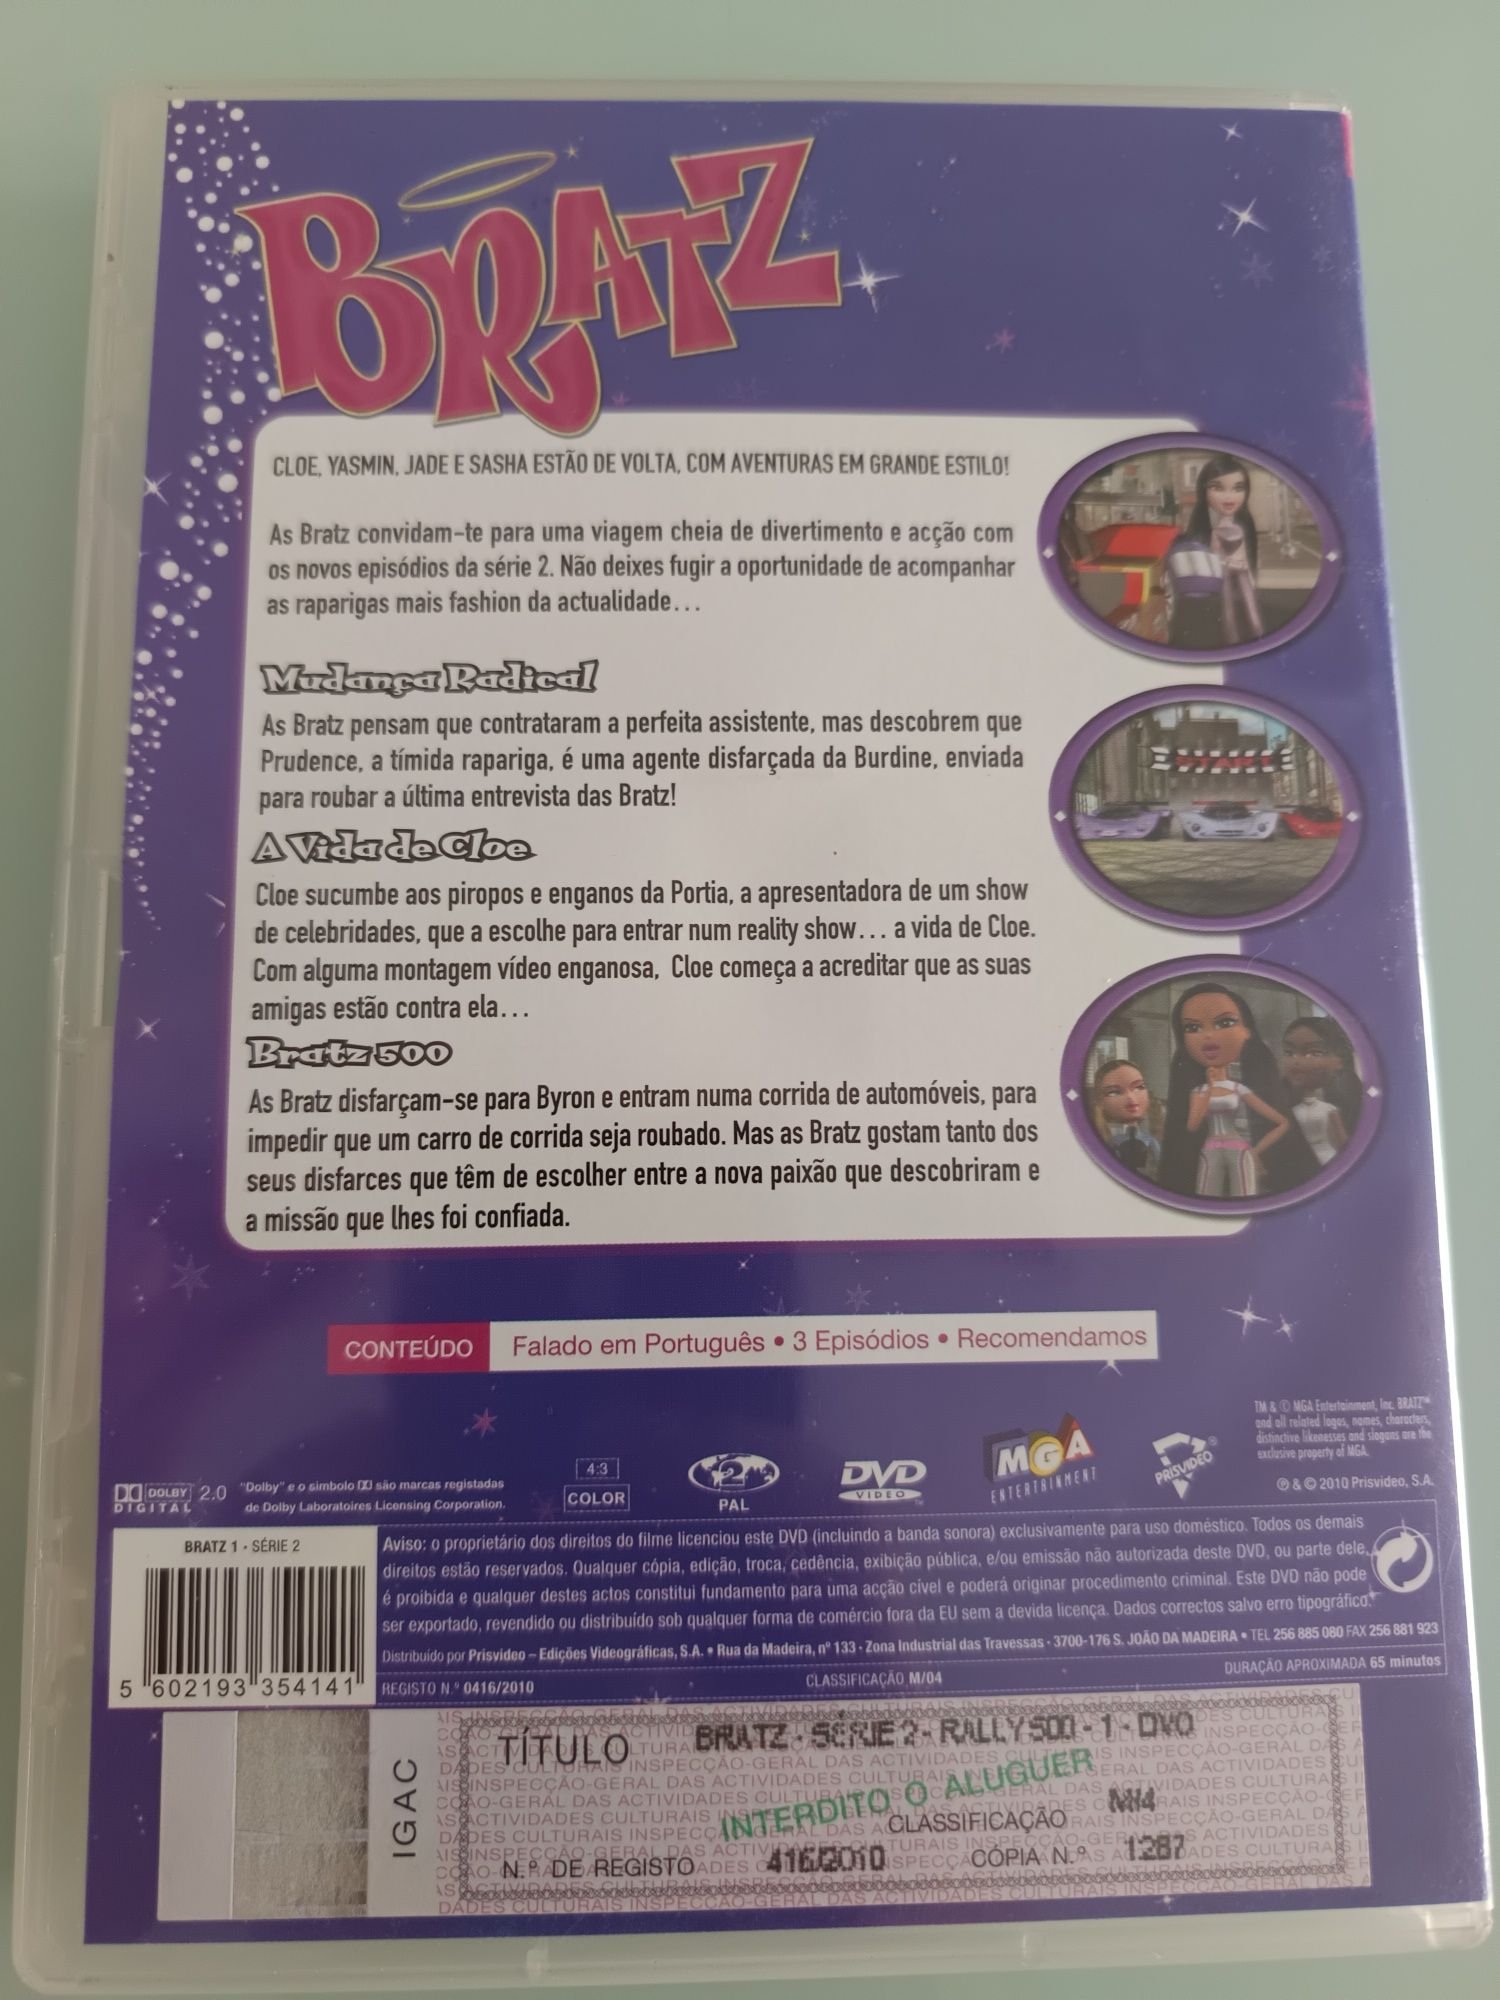 BRATZ
CLOE, YASMIN, JADE E SASHA ESTÃO DE VOLTA, COM AVENTURAS EM GRANDE ESTILO!
As Bratz convidam-te para uma viagem cheia de divertimento e acção com
os novos episódios da série 2. Não deixes fugir a oportunidade de acompanhar
as raparigas mais fashion da actualidade...
Mudança Radical
As Bratz pensam que contrataram a perfeita assistente, mas descobrem que
Prudence, a tímida rapariga, é uma agente disfarçada da Burdine, enviada
para roubar a última entrevista das Bratz!
A Vida de Cloe
Cloe sucumbe aos piropos e enganos da Portia, a apresentadora de um show
de celebridades, que a escolhe para entrar num reality show... a vida de Cloe.
Com alguma montagem vídeo enganosa, Cloe começa a acreditar que as suas
amigas estão contra ela...
Bratz 500
As Bratz disfarçam-se para Byron e entram numa corrida de automóveis, para
impedir que um carro de corrida seja roubado. Mas as Bratz gostam tanto dos
seus disfarces que têm de escolher entre a nova paixão que descobriram e
a missão que lhes foi confiada.
START
CONTEÚDO Falado em Português • 3 Episódios • Recomendamos
DOLBY DIGITAL 2.0
"Dolby" e o simbolo são marcas registadas
de Dolby Laboratoires Licensing Corporation.
4:3
COLOR
2
PAL
DVD
VIDEO
MGA
ENTERTAINMENT
PRISVIDEO
TM & © MGA Entertainment, Inc. BRATZ™
and all related logos, names, characters,
distinctive likenesses and slogans are the
exclusive property of MGA.
℗ & © 2010 Prisvideo, S.A.
BRATZ 1 - SÉRIE 2
5 602193 354141
Aviso: o proprietário dos direitos do filme licenciou este DVD (incluindo a banda sonora) exclusivamente para uso doméstico. Todos os demais
direitos estão reservados. Qualquer cópia, edição, troca, cedência, exibição pública, e/ou emissão não autorizada deste DVD, ou parte dele,
é proibida e qualquer destes actos constitui fundamento para uma acção cível e poderá originar procedimento criminal. Este DVD não pode
ser exportado, revendido ou distribuído sob qualquer forma de comércio fora da EU sem a devida licença. Dados correctos salvo erro tipográfico.
Distribuido por Prisvideo – Edições Videográficas, S.A. • Rua da Madeira, nº 133 - Zona Industrial das Travessas - 3700-176 S. JOÃO DA MADEIRA • TEL 256 885 080 FAX 256 881 923
REGISTO N.º 0416/2010
CLASSIFICAÇÃO M/04
DURAÇÃO APROXIMADA 65 minutos
IGAC
TÍTULO BRATZ - SÉRIE 2 - RALLY 500 - 1 - DVD
INTERDITO O ALUGUER
CLASSIFICAÇÃO M/4
N.º DE REGISTO 416/2010 CÓPIA N.º 1287
INSPECÇÃO-GERAL DAS ACTIVIDADES CULTURAIS